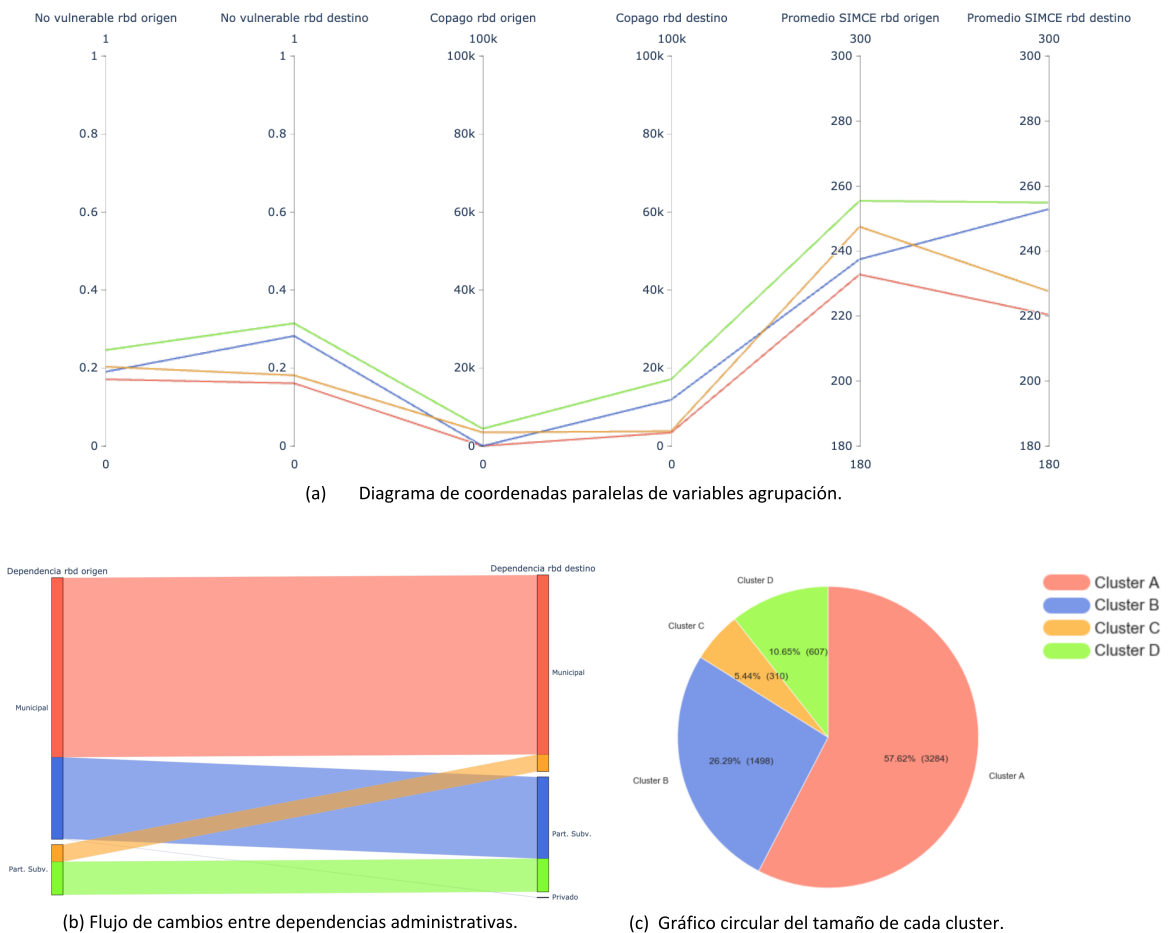 No vulnerable rbd origen No vulnerable rbd destino Copago rbd origen Copago rbd destino Promedio SIMCE rbd origen Promedio SIMCE rbd destino
1 1 100k 100k 300 300
1 1 100k 100k 300 300
280 280
0.8 0.8 80k 80k
260 260
0.6 0.6 60k 60k
240 240
0.4 0.4 40k 40k
220 220
0.2 0.2 20k 20k
200 200
0 0 0 0 180 180
0 0 0 0 180 180
(a) Diagrama de coordenadas paralelas de variables agrupación.
Dependencia rbd origen
Dependencia rbd destino
Municipal
Municipal
Part. Subv.
Part. Subv.
Privado
(b) Flujo de cambios entre dependencias administrativas.
Cluster D
Cluster C
10.65% (607)
5.44% (310)
26.29% (1498)
57.62% (3284)
Cluster B
Cluster A
Cluster A
Cluster B
Cluster C
Cluster D
(c) Gráfico circular del tamaño de cada cluster.